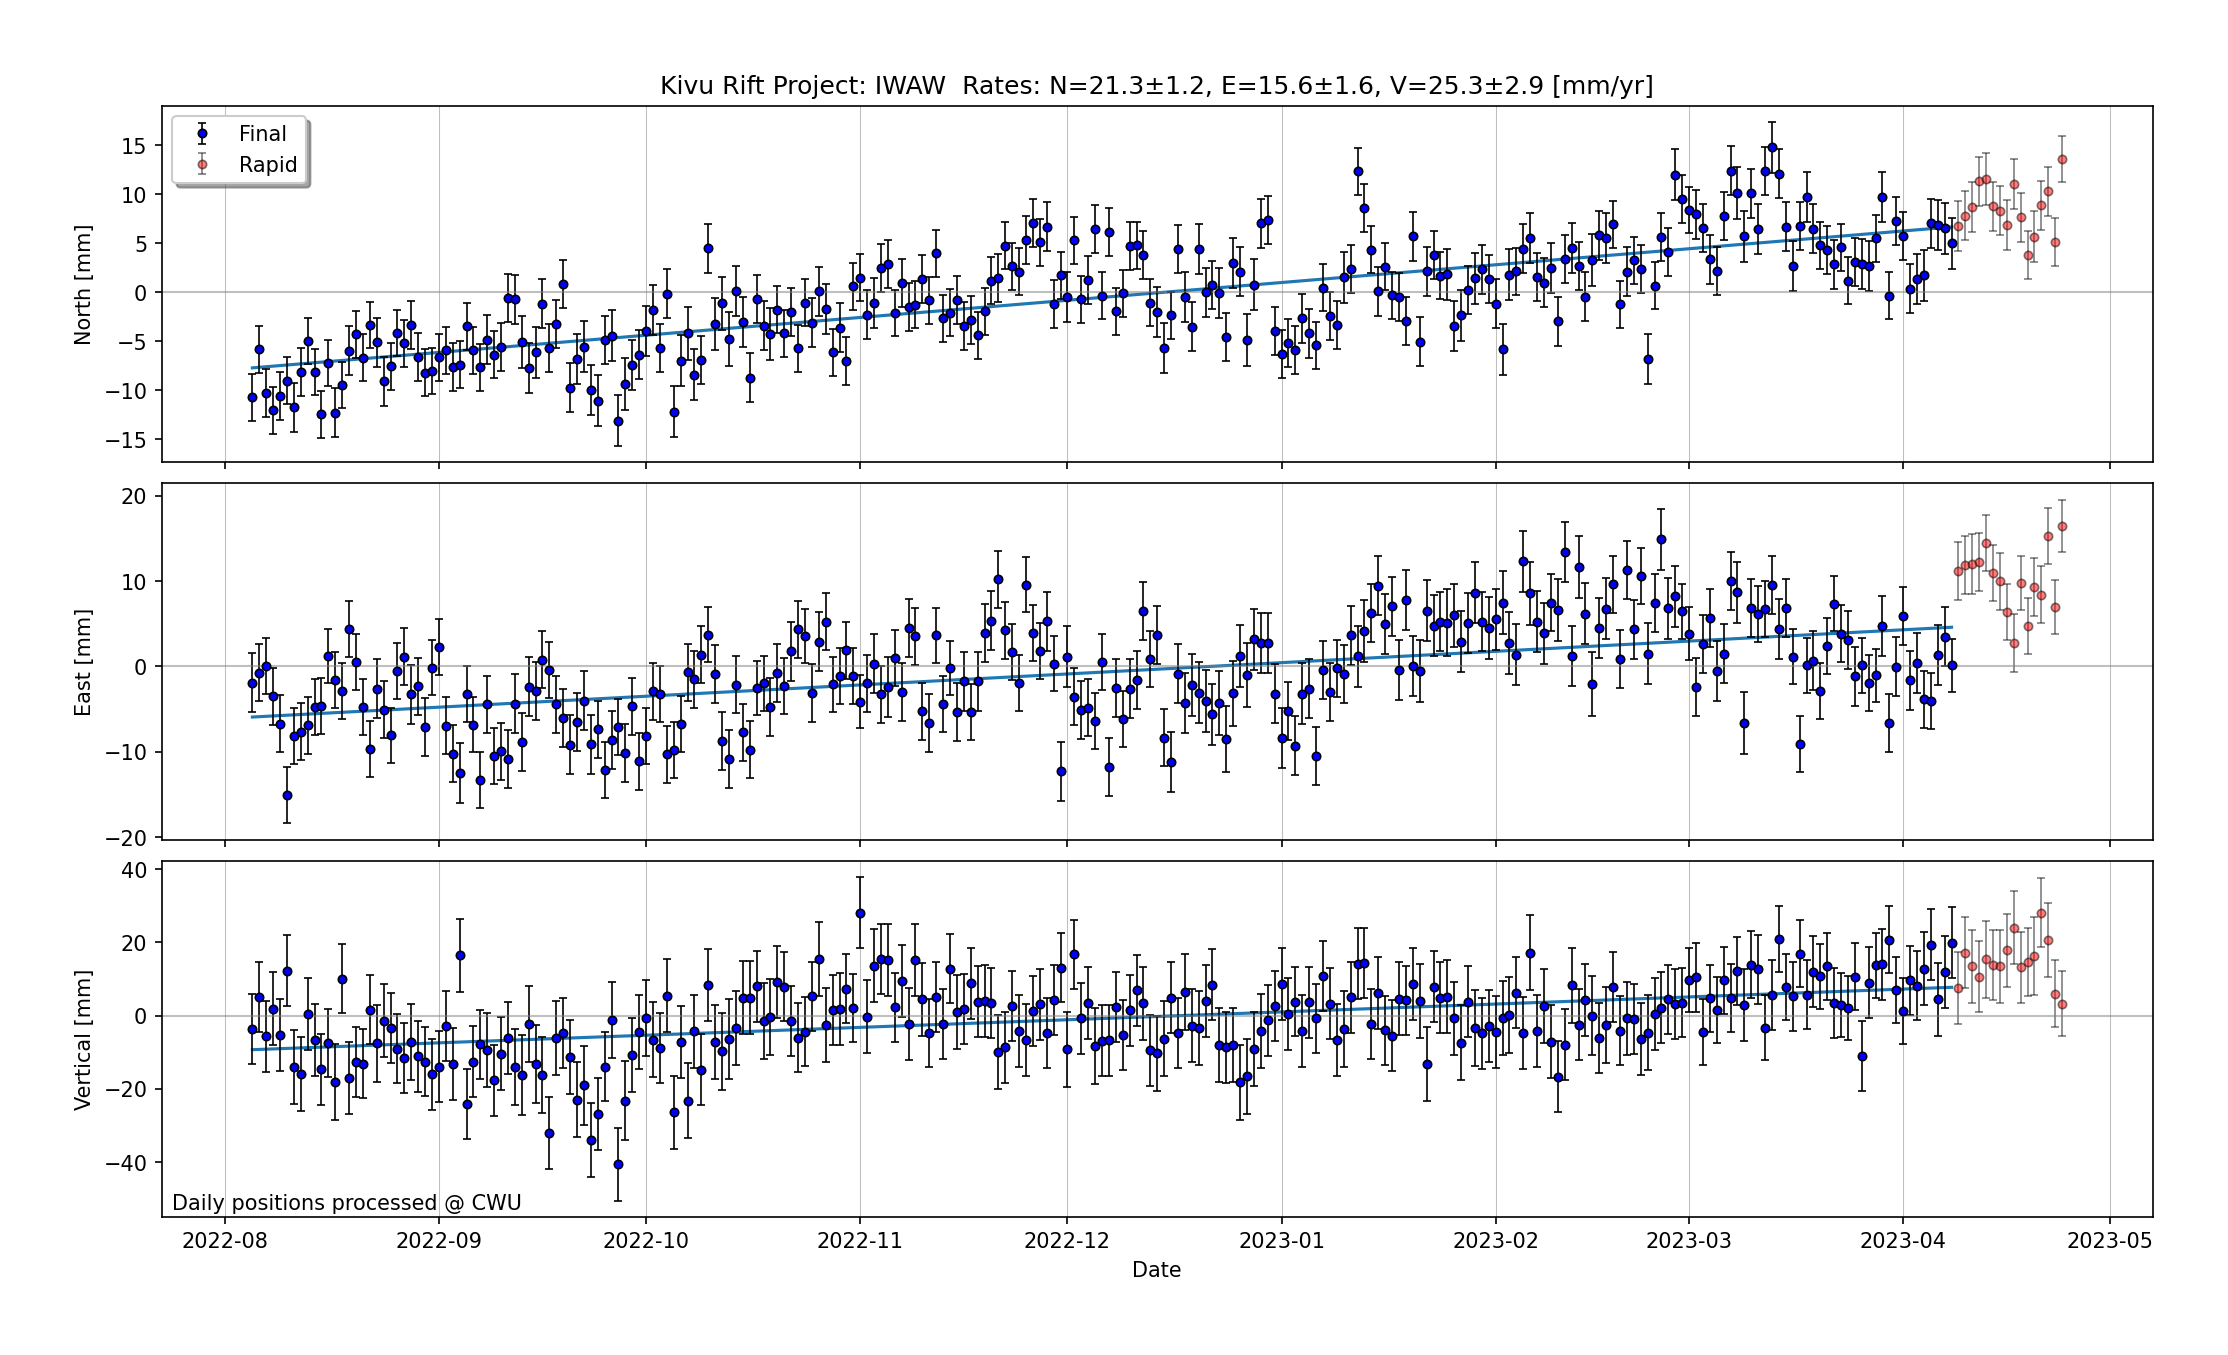 Kivu Rift Project: IWAW  Rates: N=21.3±1.2, E=15.6±1.6, V=25.3±2.9 [mm/yr]
Final
Rapid
North [mm]
15
10
5
0
−5
−10
−15
East [mm]
20
10
0
−10
−20
Vertical [mm]
40
20
0
−20
−40
Daily positions processed @ CWU
2022-08 2022-09 2022-10 2022-11 2022-12 2023-01 2023-02 2023-03 2023-04 2023-05
Date